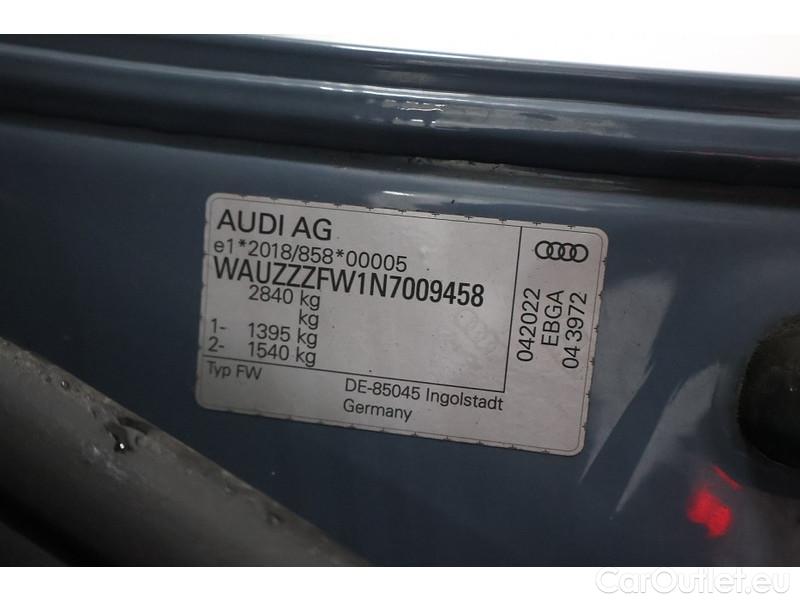 AUDI AG
e1*2018/858*00005
WAUZZZFW1N7009458
2840 kg
kg
1- 1395 kg
2- 1540 kg
Typ FW
DE-85045 Ingolstadt
Germany
042022
EBGA
04 3972
CarOutlet.eu